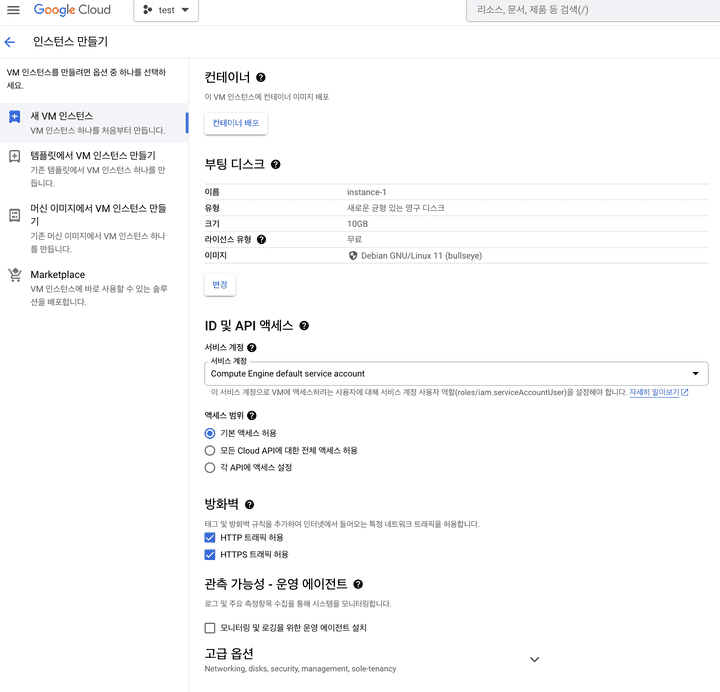 Google Cloud
test
리소스, 문서, 제품 등 검색(/)
인스턴스 만들기
VM 인스턴스를 만들려면 옵션 중 하나를 선택하
세요.
새 VM 인스턴스
VM 인스턴스 하나를 처음부터 만듭니다.
템플릿에서 VM 인스턴스 만들기
기존 템플릿에서 VM 인스턴스 하나를 만
듭니다.
머신 이미지에서 VM 인스턴스 만들
기
기존 머신 이미지에서 VM 인스턴스 하나
를 만듭니다.
Marketplace
VM 인스턴스에 바로 사용할 수 있는 솔루
션을 배포합니다.
컨테이너
이 VM 인스턴스에 컨테이너 이미지 배포
컨테이너 배포
부팅 디스크
이름 instance-1
유형 새로운 균형 있는 영구 디스크
크기 10GB
라이선스 유형 무료
이미지 Debian GNU/Linux 11 (bullseye)
변경
ID 및 API 액세스
서비스 계정
서비스 계정
Compute Engine default service account
이 서비스 계정으로 VM에 액세스하려는 사용자에 대해 서비스 계정 사용자 역할(roles/iam.serviceAccountUser)을 설정해야 합니다. 자세히 알아보기
액세스 범위
기본 액세스 허용
모든 Cloud API에 대한 전체 액세스 허용
각 API에 액세스 설정
방화벽
태그 및 방화벽 규칙을 추가하여 인터넷에서 들어오는 특정 네트워크 트래픽을 허용합니다.
HTTP 트래픽 허용
HTTPS 트래픽 허용
관측 가능성 - 운영 에이전트
로그 및 주요 측정항목 수집을 통해 시스템을 모니터링합니다.
모니터링 및 로깅을 위한 운영 에이전트 설치
고급 옵션
Networking, disks, security, management, sole-tenancy